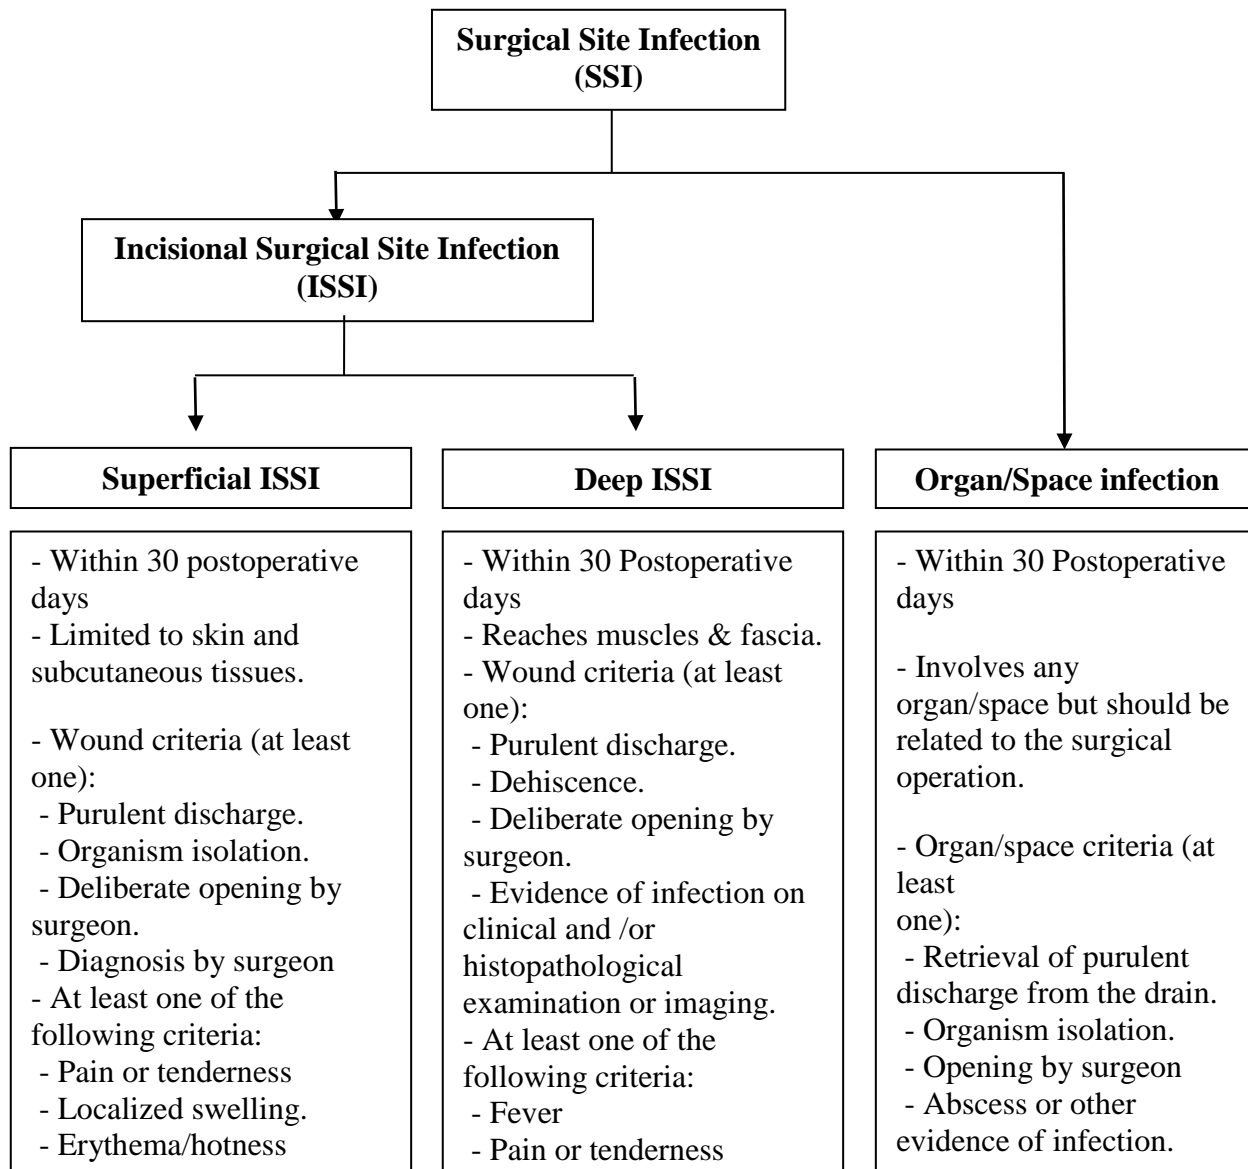 Surgical Site Infection
(SSI)
Incisional Surgical Site Infection
(ISSI)
Superficial ISSI
- Within 30 postoperative
days
- Limited to skin and
subcutaneous tissues.
- Wound criteria (at least
one):
- Purulent discharge.
- Organism isolation.
- Deliberate opening by
surgeon.
- Diagnosis by surgeon
- At least one of the
following criteria:
- Pain or tenderness
- Localized swelling.
- Erythema/hotness
Deep ISSI
- Within 30 Postoperative
days
- Reaches muscles & fascia.
- Wound criteria (at least
one):
- Purulent discharge.
- Dehiscence.
- Deliberate opening by
surgeon.
- Evidence of infection on
clinical and /or
histopathological
examination or imaging.
- At least one of the
following criteria:
- Fever
- Pain or tenderness
Organ/Space infection
- Within 30 Postoperative
days
- Involves any
organ/space but should be
related to the surgical
operation.
- Organ/space criteria (at
least
one):
- Retrieval of purulent
discharge from the drain.
- Organism isolation.
- Opening by surgeon
- Abscess or other
evidence of infection.